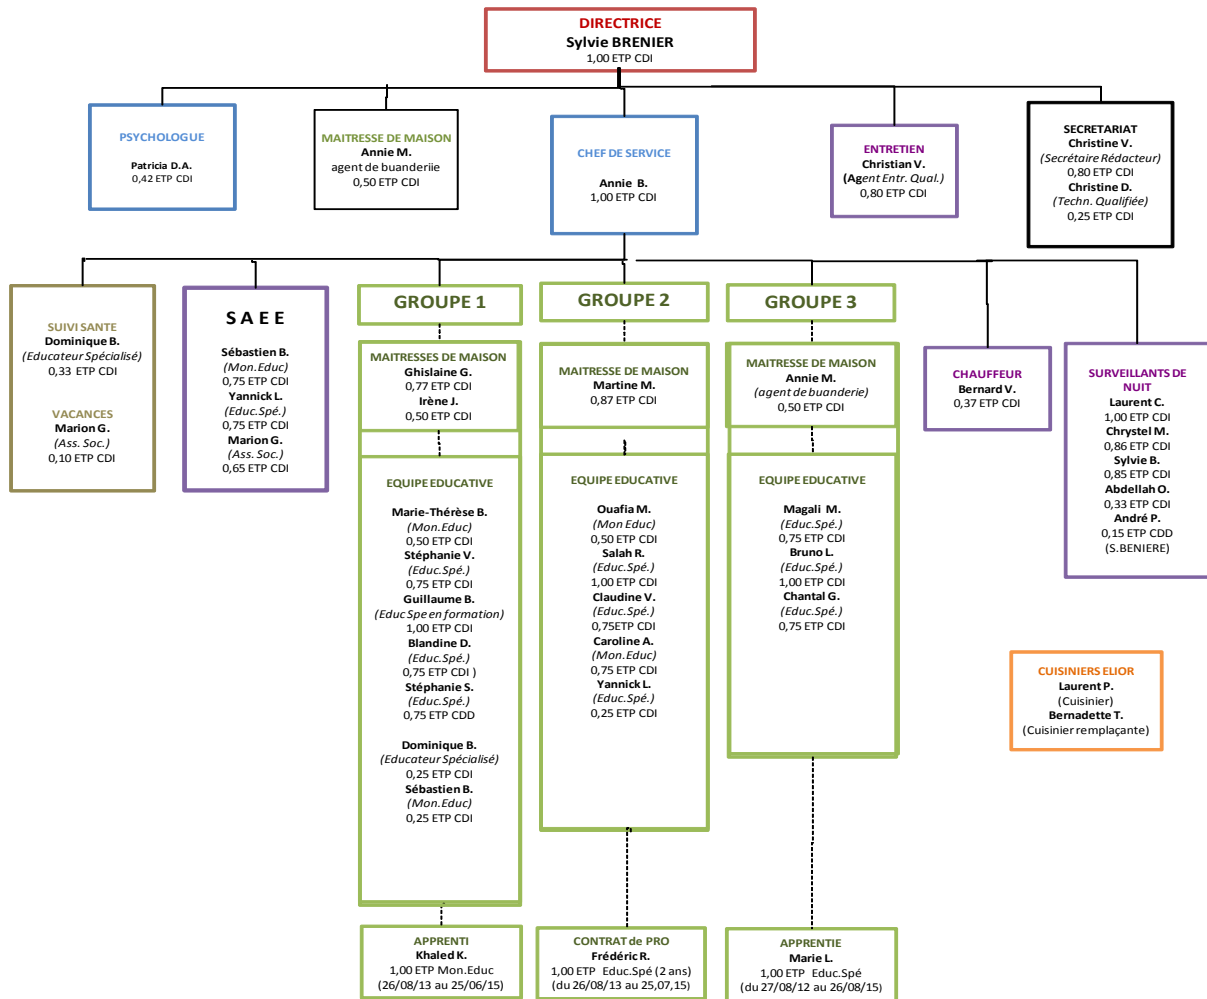 DIRECTRICE
Sylvie BRENIER
1,00 ETP CDI
PSYCHOLOGUE
Patricia D.A.
0,42 ETP CDI
MAITRESSE DE MAISON
Annie M.
agent de buanderiie
0,50 ETP CDI
CHEF DE SERVICE
Annie B.
1,00 ETP CDI
ENTRETIEN
Christian V.
(Agent Entr. Qual.)
0,80 ETP CDI
SECRETARIAT
Christine V.
(Secrétaire Rédacteur)
0,80 ETP CDI
Christine D.
(Techn. Qualifiée)
0,25 ETP CDI
SUIVI SANTE
Dominique B.
(Educateur Spécialisé)
0,33 ETP CDI
VACANCES
Marion G.
(Ass. Soc.)
0,10 ETP CDI
S A E E
Sébastien B.
(Mon.Educ)
0,75 ETP CDI
Yannick L.
(Educ.Spé.)
0,75 ETP CDI
Marion G.
(Ass. Soc.)
0,65 ETP CDI
GROUPE 1
MAITRESSES DE MAISON
Ghislaine G.
0,77 ETP CDI
Irène J.
0,50 ETP CDI
EQUIPE EDUCATIVE
Marie-Thérèse B.
(Mon.Educ)
0,50 ETP CDI
Stéphanie V.
(Educ.Spé.)
0,75 ETP CDI
Guillaume B.
(Educ Spe en formation)
1,00 ETP CDI
Blandine D.
(Educ.Spé.)
0,75 ETP CDI )
Stéphanie S.
(Educ.Spé.)
0,75 ETP CDD
Dominique B.
(Educateur Spécialisé)
0,25 ETP CDI
Sébastien B.
(Mon.Educ)
0,25 ETP CDI
APPRENTI
Khaled K.
1,00 ETP Mon.Educ
(26/08/13 au 25/06/15)
GROUPE 2
MAITRESSE DE MAISON
Martine M.
0,87 ETP CDI
EQUIPE EDUCATIVE
Ouafia M.
(Mon Educ)
0,50 ETP CDI
Salah R.
(Educ.Spé.)
1,00 ETP CDI
Claudine V.
(Educ.Spé.)
0,75ETP CDI
Caroline A.
(Mon.Educ)
0,75 ETP CDI
Yannick L.
(Educ.Spé.)
0,25 ETP CDI
CONTRAT de PRO
Frédéric R.
1,00 ETP Educ.Spé (2 ans)
(du 26/08/13 au 25,07,15)
GROUPE 3
MAITRESSE DE MAISON
Annie M.
(agent de buanderie)
0,50 ETP CDI
EQUIPE EDUCATIVE
Magali M.
(Educ.Spé.)
0,75 ETP CDI
Bruno L.
(Educ.Spé.)
1,00 ETP CDI
Chantal G.
(Educ.Spé.)
0,75 ETP CDI
APPRENTIE
Marie L.
1,00 ETP Educ.Spé
(du 27/08/12 au 26/08/15)
CHAUFFEUR
Bernard V.
0,37 ETP CDI
SURVEILLANTS DE
NUIT
Laurent C.
1,00 ETP CDI
Chrystel M.
0,86 ETP CDI
Sylvie B.
0,85 ETP CDI
Abdellah O.
0,33 ETP CDI
André P.
0,15 ETP CDD
(S.BENIERE)
CUISINIERS ELIOR
Laurent P.
(Cuisinier)
Bernadette T.
(Cuisinier remplaçante)